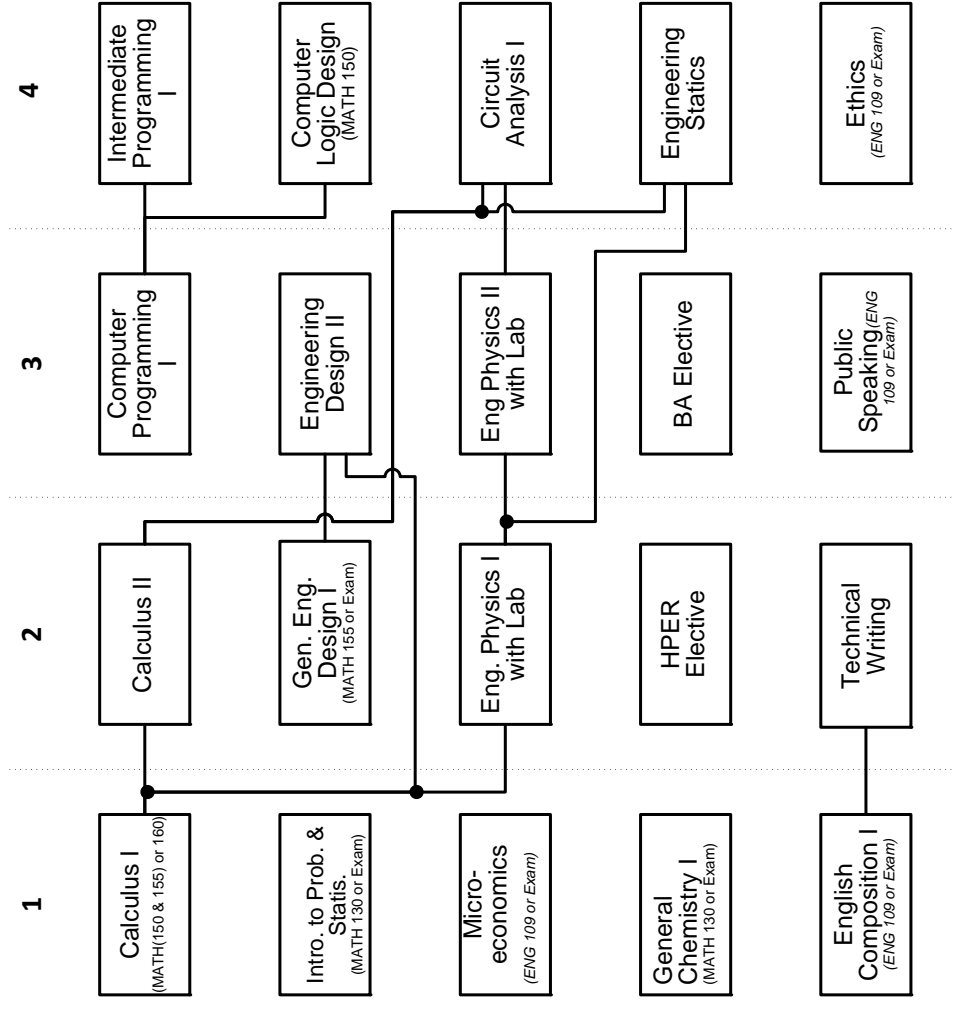 1
2
3
4
Calculus I
(MATH(150 & 155) or 160)
Calculus II
Computer
Programming
I
Intermediate
Programming
I
Intro. to Prob. &
Statis.
(MATH 130 or Exam)
Gen. Eng.
Design I
(MATH 155 or Exam)
Engineering
Design II
Computer
Logic Design
(MATH 150)
Micro-
economics
(ENG 109 or Exam)
Eng. Physics I
with Lab
Eng Physics II
with Lab
Circuit
Analysis I
General
Chemistry I
(MATH 130 or Exam)
HPER
Elective
BA Elective
Engineering
Statics
English
Composition I
(ENG 109 or Exam)
Technical
Writing
Public
Speaking(ENG
109 or Exam)
Ethics
(ENG 109 or Exam)